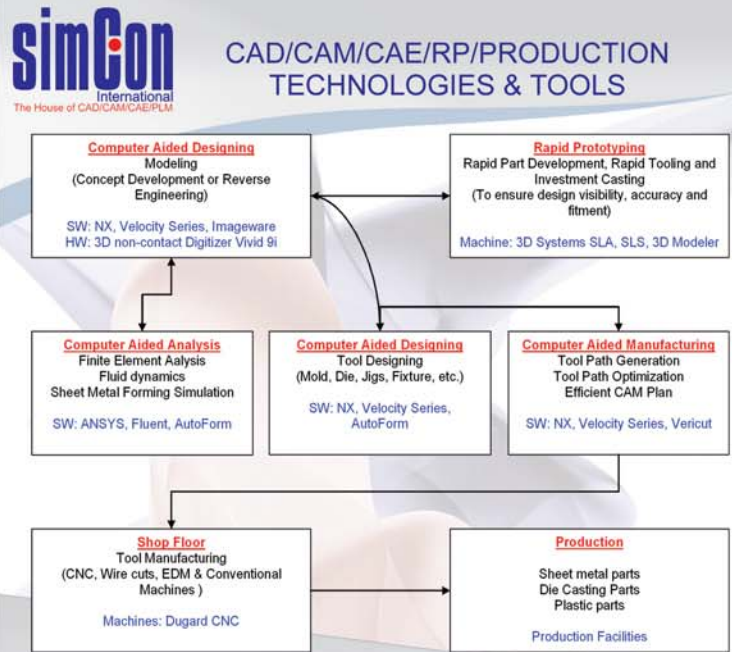 simCon
International
The House of CAD/CAM/CAE/PLM
CAD/CAM/CAE/RP/PRODUCTION
TECHNOLOGIES & TOOLS
Computer Aided Designing
Modeling
(Concept Development or Reverse
Engineering)
SW: NX, Velocity Series, Imageware
HW: 3D non-contact Digitizer Vivid 9i
Rapid Prototyping
Rapid Part Development, Rapid Tooling and
Investment Casting
(To ensure design visibility, accuracy and
fitment)
Machine: 3D Systems SLA, SLS, 3D Modeler
Computer Aided Analysis
Finite Element Aalysis
Fluid dynamics
Sheet Metal Forming Simulation
SW: ANSYS, Fluent, AutoForm
Computer Aided Designing
Tool Designing
(Mold, Die, Jigs, Fixture, etc.)
SW: NX, Velocity Series,
AutoForm
Computer Aided Manufacturing
Tool Path Generation
Tool Path Optimization
Efficient CAM Plan
SW: NX, Velocity Series, Vericut
Shop Floor
Tool Manufacturing
(CNC, Wire cuts, EDM & Conventional
Machines )
Machines: Dugard CNC
Production
Sheet metal parts
Die Casting Parts
Plastic parts
Production Facilities